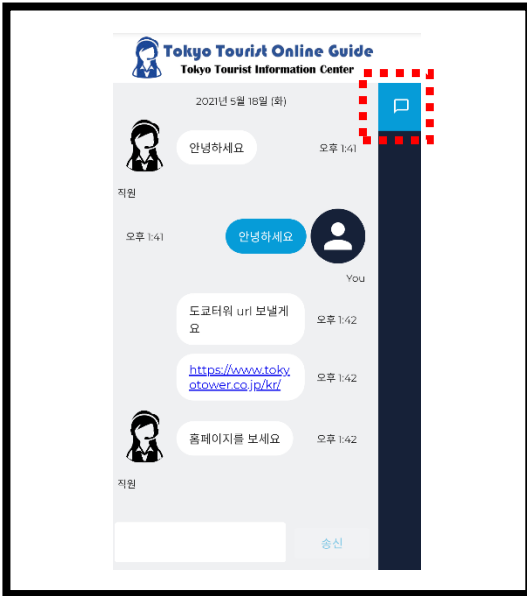 Tokyo Tourist Online Guide
Tokyo Tourist Information Center
2021년 5월 18일 (화)
안녕하세요
오후 1:41
직원
오후 1:41
안녕하세요
You
도쿄터워 url 보낼게
요
오후 1:42
https://www.toky
otower.co.jp/kr/
오후 1:42
홈페이지를 보세요
오후 1:42
직원
송신